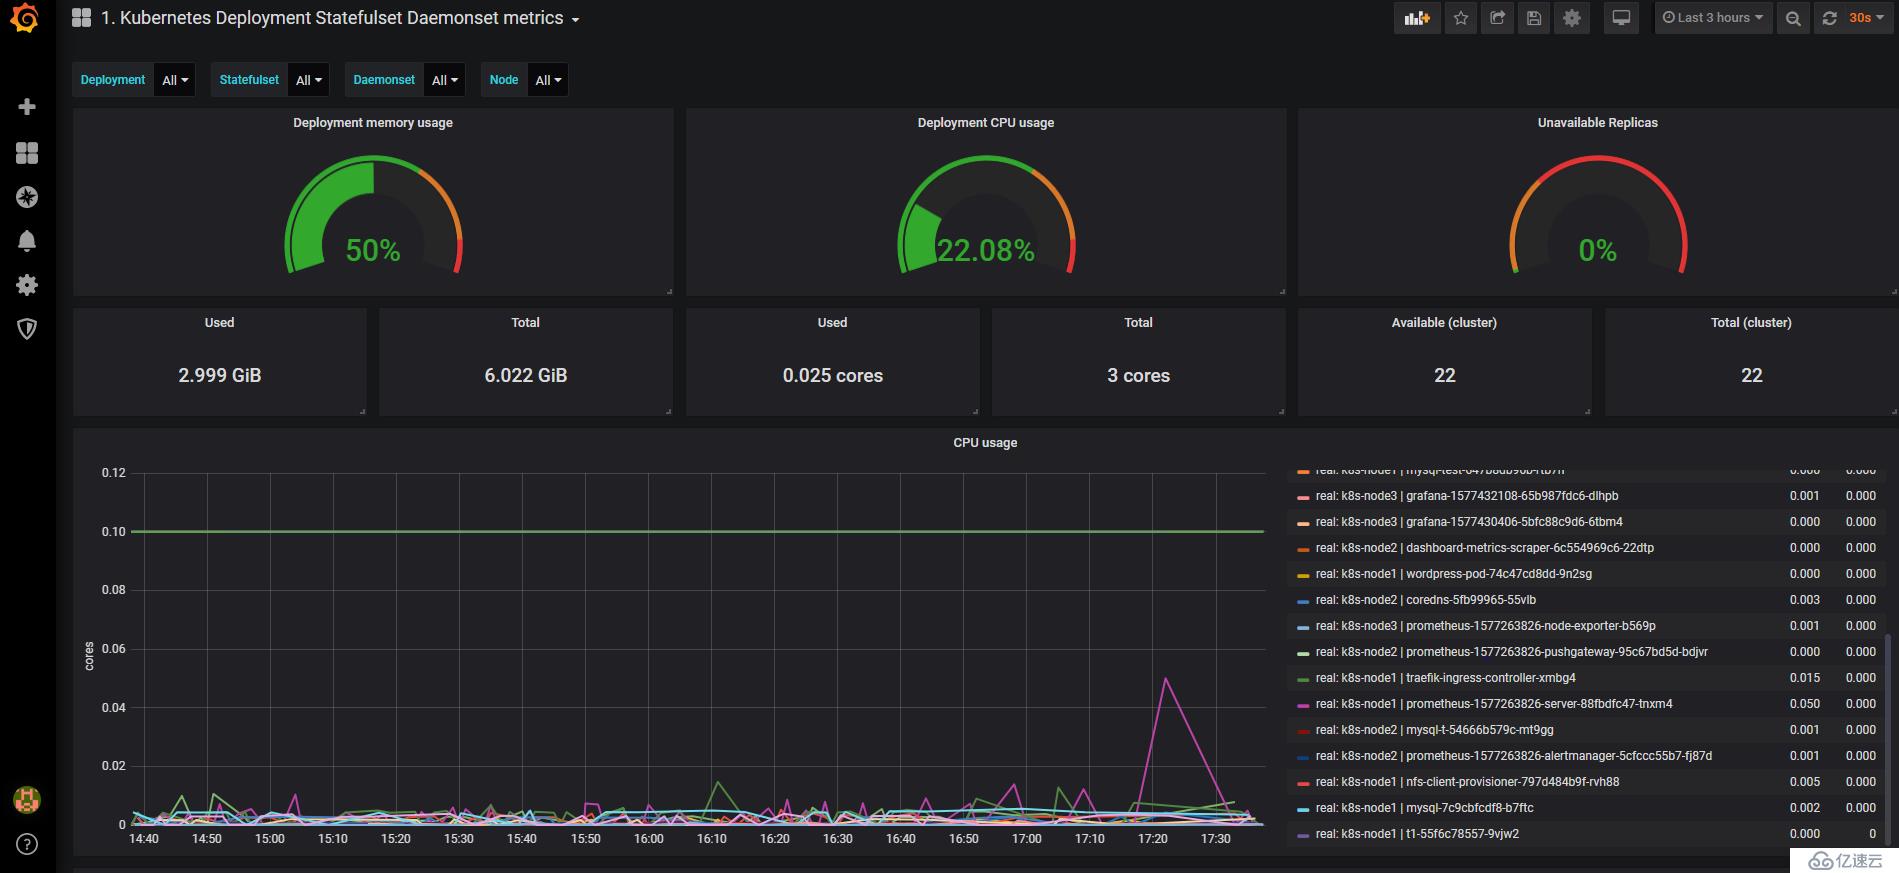 1. Kubernetes Deployment Statefulset Daemonset metrics
Last 3 hours
30s
Deployment All
Statefulset All
Daemonset All
Node All
Deployment memory usage
50%
Deployment CPU usage
22.08%
Unavailable Replicas
0%
Used
2.999 GiB
Total
6.022 GiB
Used
0.025 cores
Total
3 cores
Available (cluster)
22
Total (cluster)
22
CPU usage
cores
0.12
0.10
0.08
0.06
0.04
0.02
0
14:40 14:50 15:00 15:10 15:20 15:30 15:40 15:50 16:00 16:10 16:20 16:30 16:40 16:50 17:00 17:10 17:20 17:30
real: k8s-node1 | 0.000 0.000
real: k8s-node3 | grafana-1577432108-65b987fdc6-dlhpb 0.001 0.000
real: k8s-node3 | grafana-1577430406-5bfc88c9d6-6tbm4 0.000 0.000
real: k8s-node2 | dashboard-metrics-scraper-6c554969c6-22dtp 0.000 0.000
real: k8s-node1 | wordpress-pod-74c47cd8dd-9n2sg 0.000 0.000
real: k8s-node2 | coredns-5fb99965-55vlb 0.003 0.000
real: k8s-node3 | prometheus-1577263826-node-exporter-b569p 0.001 0.000
real: k8s-node2 | prometheus-1577263826-pushgateway-95c67bd5d-bdjvr 0.000 0.000
real: k8s-node1 | traefik-ingress-controller-xmbg4 0.015 0.000
real: k8s-node1 | prometheus-1577263826-server-88fbdfc47-tnxm4 0.050 0.000
real: k8s-node2 | mysql-t-54666b579c-mt9gg 0.001 0.000
real: k8s-node2 | prometheus-1577263826-alertmanager-5cfccc55b7-fj87d 0.001 0.000
real: k8s-node1 | nfs-client-provisioner-797d484b9f-rvh88 0.005 0.000
real: k8s-node1 | mysql-7c9cbfcdf8-b7ftc 0.002 0.000
real: k8s-node1 | t1-55f6c78557-9vjw2 0.000 0
亿速云